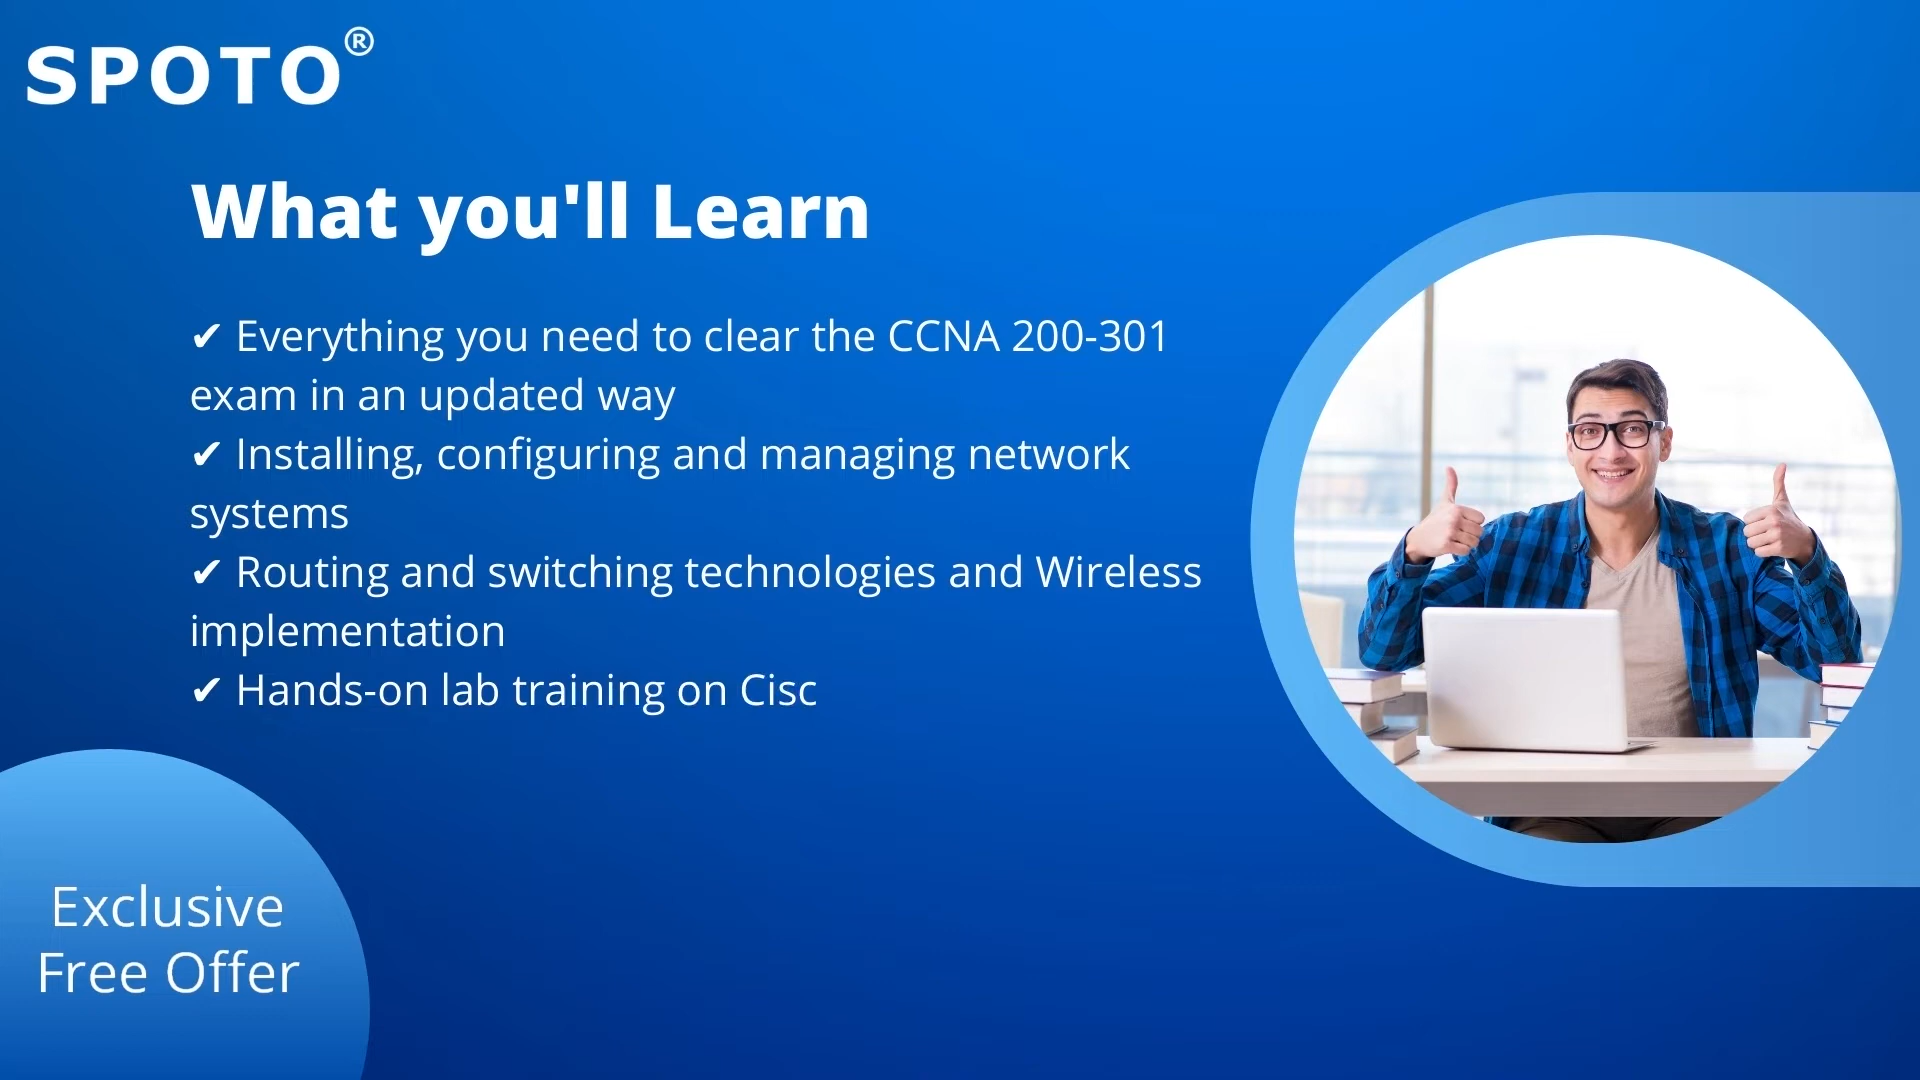 SPOTO®
What you'll Learn
✔ Everything you need to clear the CCNA 200-301
exam in an updated way
✔ Installing, configuring and managing network
systems
✔ Routing and switching technologies and Wireless
implementation
✔ Hands-on lab training on Cisc
Exclusive
Free Offer